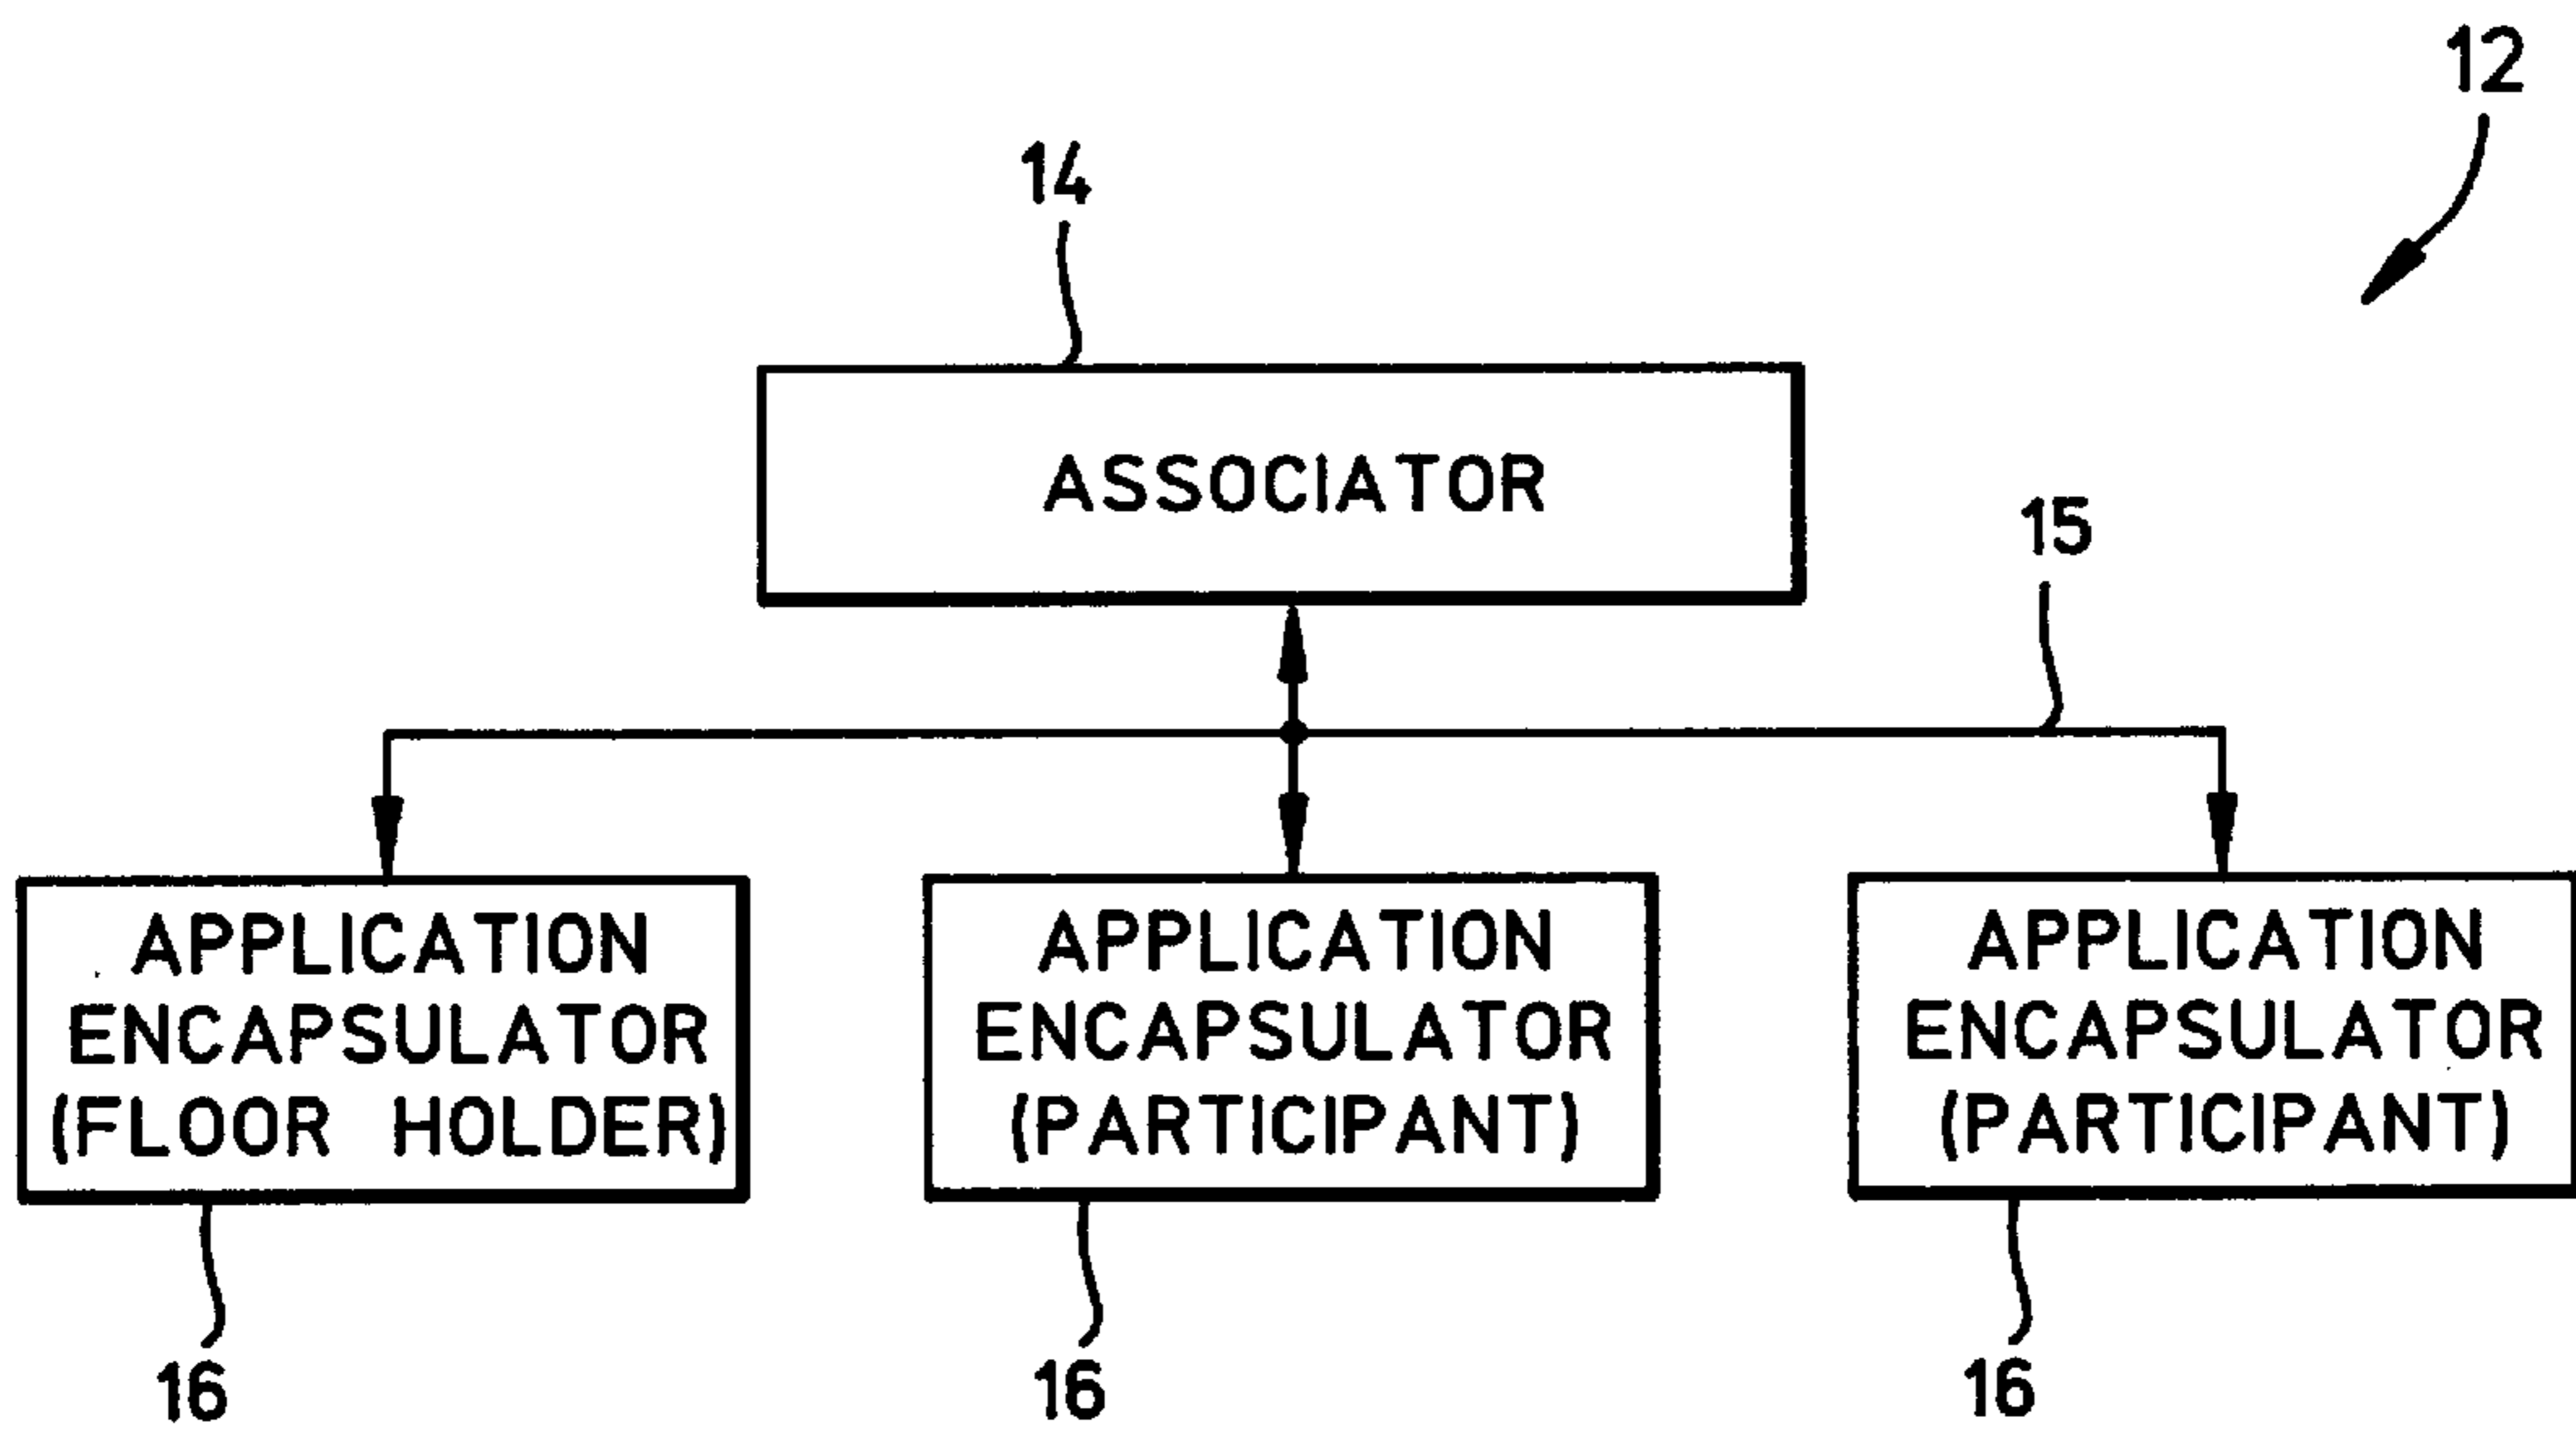 12
14
ASSOCIATOR
15
APPLICATION
ENCAPSULATOR
(FLOOR HOLDER)
APPLICATION
ENCAPSULATOR
(PARTICIPANT)
APPLICATION
ENCAPSULATOR
(PARTICIPANT)
16
16
16